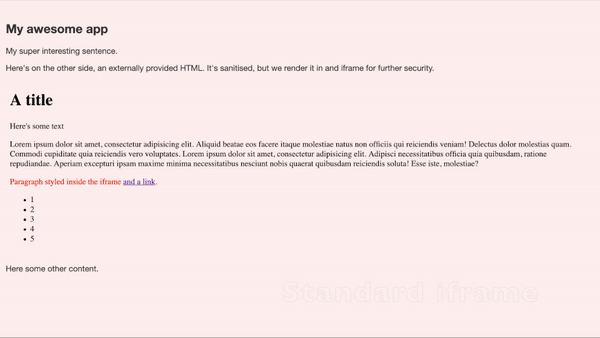 My awesome app
My super interesting sentence.
Here's on the other side, an externally provided HTML. It's sanitised, but we render it in and iframe for further security.
A title
Here's some text
Lorem ipsum dolor sit amet, consectetur adipisicing elit. Aliquid beatae eos facere itaque molestiae natus non officiis qui reiciendis veniam! Delectus dolor molestias quam.
Commodi cupiditate quia reiciendis vero voluptates. Lorem ipsum dolor sit amet, consectetur adipisicing elit. Adipisci necessitatibus officia quia quibusdam, ratione
repudiandae. Aperiam excepturi ipsam maxime minima necessitatibus nesciunt nobis quaerat quibusdam reiciendis soluta! Esse iste, molestiae?
Paragraph styled inside the iframe and a link.
• 1
• 2
• 3
• 4
• 5
Here some other content.
Standard iframe